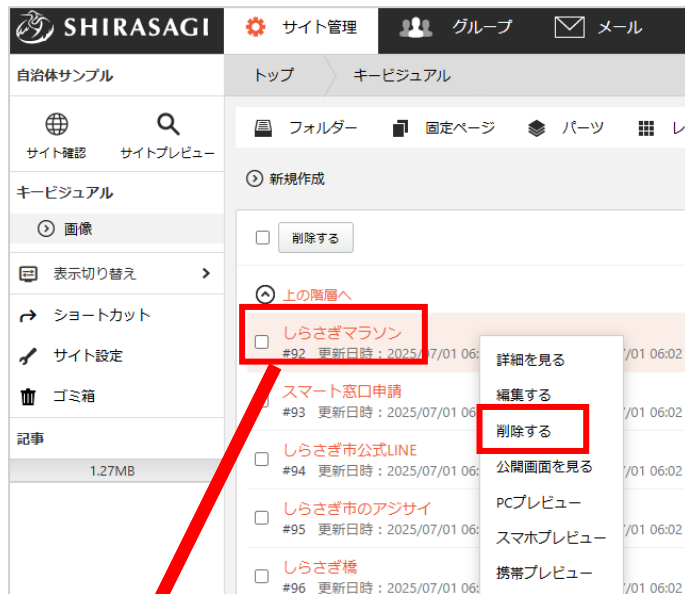 SHIRASAGI サイト管理 グループ メール
自治体サンプル トップ キービジュアル
サイト確認 サイトプレビュー
フォルダー 固定ページ パーツ レ
キービジュアル
新規作成
画像
削除する
表示切り替え
上の階層へ
ショートカット
サイト設定
ゴミ箱
記事
1.27MB
しらさぎマラソン
#92 更新日時：2025/07/01 06: /01 06:02
スマート窓口申請
#93 更新日時：2025/07/01 06 /01 06:02
しらさぎ市公式LINE
#94 更新日時：2025/07/01 06: /01 06:02
しらさぎ市のアジサイ
#95 更新日時：2025/07/01 06: /01 06:02
しらさぎ橋
#96 更新日時：2025/07/01 06: /01 06:02
詳細を見る
編集する
削除する
公開画面を見る
PCプレビュー
スマホプレビュー
携帯プレビュー